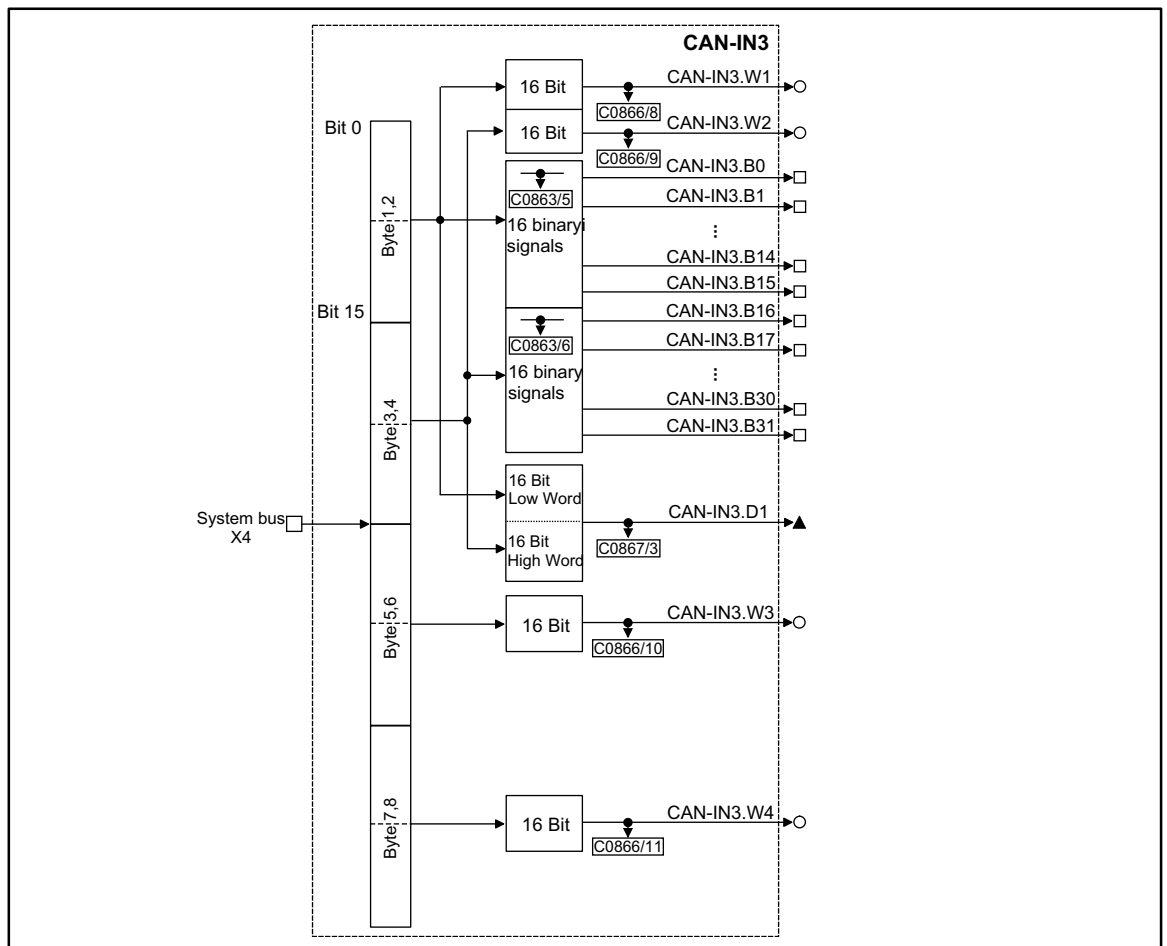 CAN-IN3
16 Bit
CAN-IN3.W1
C0866/8
Bit 0
16 Bit
CAN-IN3.W2
C0866/9
CAN-IN3.B0
C0863/5
CAN-IN3.B1
Byte 1,2
16 binaryi
signals
⋮
CAN-IN3.B14
CAN-IN3.B15
Bit 15
CAN-IN3.B16
C0863/6
CAN-IN3.B17
16 binary
signals
⋮
Byte 3,4
CAN-IN3.B30
CAN-IN3.B31
16 Bit
Low Word
System bus
X4
CAN-IN3.D1
16 Bit
High Word
C0867/3
Byte 5,6
16 Bit
CAN-IN3.W3
C0866/10
Byte 7,8
16 Bit
CAN-IN3.W4
C0866/11